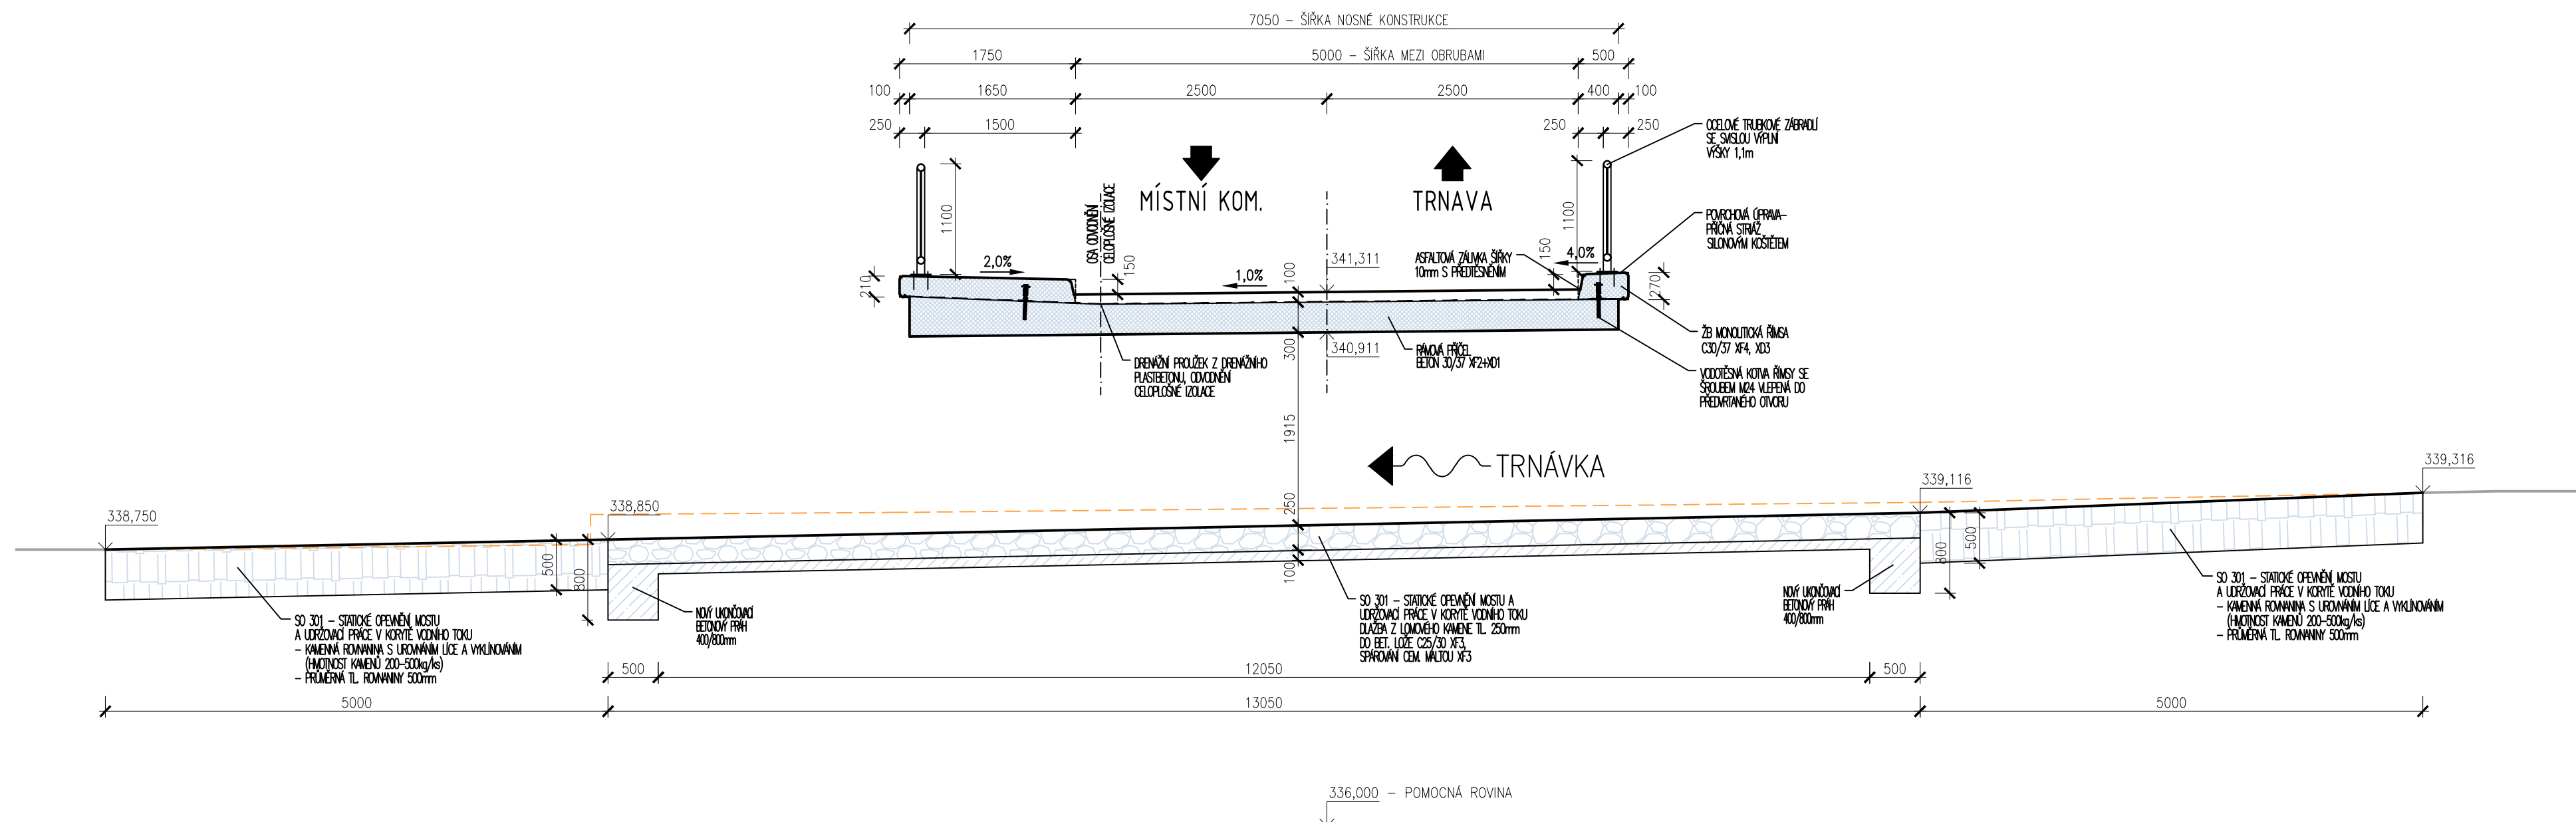 7050 – ŠÍŘKA NOSNÉ KONSTRUKCE
1750
5000 – ŠÍŘKA MEZI OBRUBAMI
500
100
1650
2500
2500
400
100
250
1500
250
250
OCELOVÉ TRUBKOVÉ ZÁBRADLÍ
SE SVISLOU VÝPLNÍ
VÝŠKY 1,1m
MÍSTNÍ KOM.
TRNAVA
1100
1100
OSA ODVODNĚNÍ
CELOPLOŠNÉ IZOLACE
POVRCHOVÁ ÚPRAVA–
PŘÍČNÁ STRIÁŽ
SILONOVÝM KOŠTĚTEM
2,0%
150
1,0%
100
341,311
ASFALTOVÁ ZÁLIVKA ŠÍŘKY
10mm S PŘEDTĚSNĚNÍM
150
4,0%
210
270
300
340,911
RÁMOVÁ PŘÍČEL
BETON 30/37 XF2+XD1
ŽB MONOLITICKÁ ŘÍMSA
C30/37 XF4, XD3
DRENÁŽNÍ PROUŽEK Z DRENÁŽNÍHO
PLASTBETONU, ODVODNĚNÍ
CELOPLOŠNÉ IZOLACE
VODOTĚSNÁ KOTVA ŘÍMSY SE
ŠROUBEM M24 VLEPENÁ DO
PŘEDVRTANÉHO OTVORU
1915
TRNÁVKA
338,750
338,850
250
339,116
339,316
500
800
100
800
500
SO 301 – STATICKÉ OPEVNĚNÍ MOSTU
A UDRŽOVACÍ PRÁCE V KORYTĚ VODNÍHO TOKU
– KAMENNÁ ROVNANINA S UROVNÁNÍM LÍCE A VYKLÍNOVÁNÍM
(HMOTNOST KAMENŮ 200–500kg/ks)
– PRŮMĚRNÁ TL. ROVNANINY 500mm
NOVÝ UKONČOVACÍ
BETONOVÝ PRÁH
400/800mm
SO 301 – STATICKÉ OPEVNĚNÍ MOSTU A
UDRŽOVACÍ PRÁCE V KORYTĚ VODNÍHO TOKU
DLAŽBA Z LOMOVÉHO KAMENE TL. 250mm
DO BET. LOŽE C25/30 XF3,
SPÁROVÁNÍ CEM. MALTOU XF3
NOVÝ UKONČOVACÍ
BETONOVÝ PRÁH
400/800mm
SO 301 – STATICKÉ OPEVNĚNÍ MOSTU
A UDRŽOVACÍ PRÁCE V KORYTĚ VODNÍHO TOKU
– KAMENNÁ ROVNANINA S UROVNÁNÍM LÍCE A VYKLÍNOVÁNÍM
(HMOTNOST KAMENŮ 200–500kg/ks)
– PRŮMĚRNÁ TL. ROVNANINY 500mm
500
12050
500
5000
13050
5000
336,000 – POMOCNÁ ROVINA